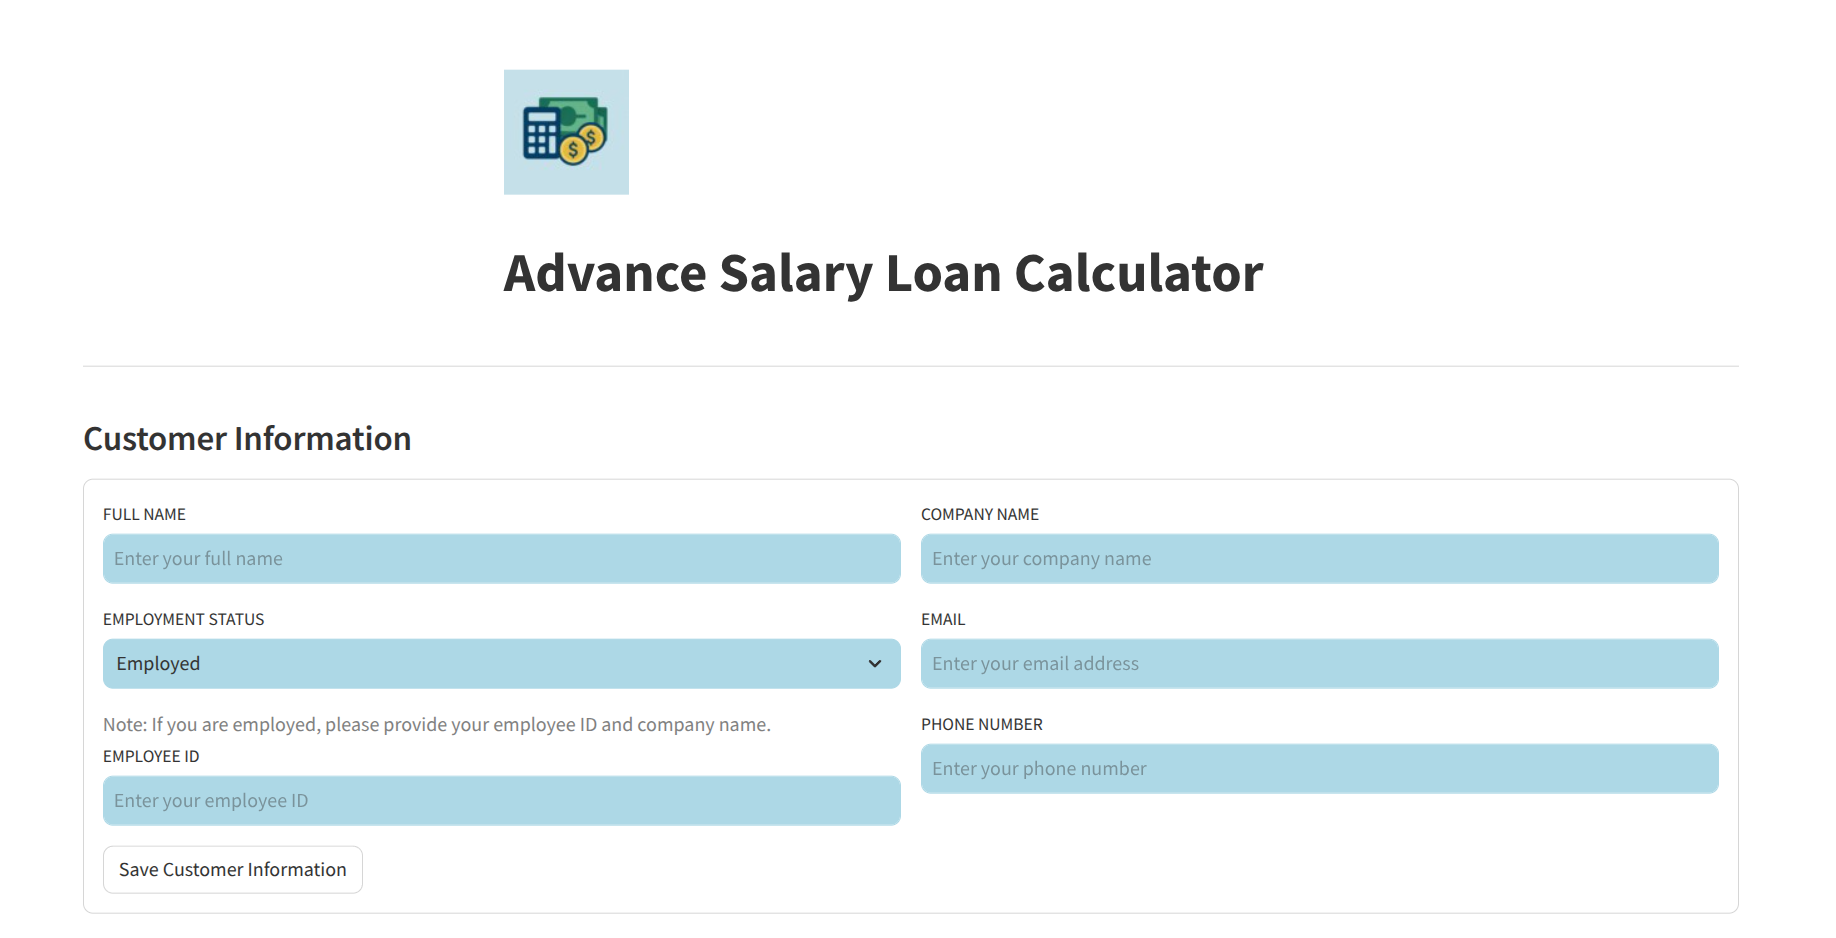 Advance Salary Loan Calculator
Customer Information
FULL NAME
Enter your full name
COMPANY NAME
Enter your company name
EMPLOYMENT STATUS
Employed
EMAIL
Enter your email address
Note: If you are employed, please provide your employee ID and company name.
EMPLOYEE ID
Enter your employee ID
PHONE NUMBER
Enter your phone number
Save Customer Information